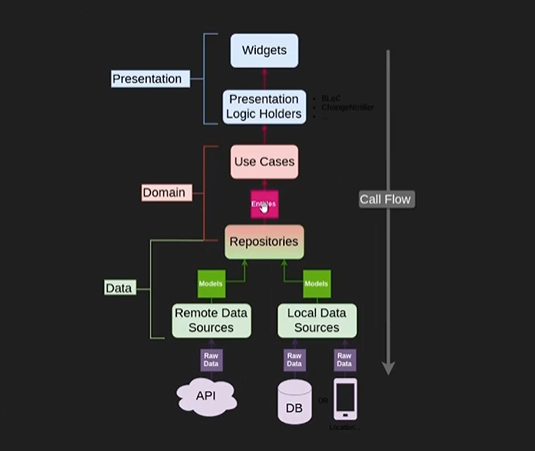 Widgets
Presentation
Presentation
Logic Holders
• BLoC
• ChangeNotifier
• ...
Use Cases
Domain
Entities
Call Flow
Repositories
Data
Models
Models
Remote Data
Sources
Local Data
Sources
Raw
Data
Raw
Data
Raw
Data
API
DB
OR
Location...